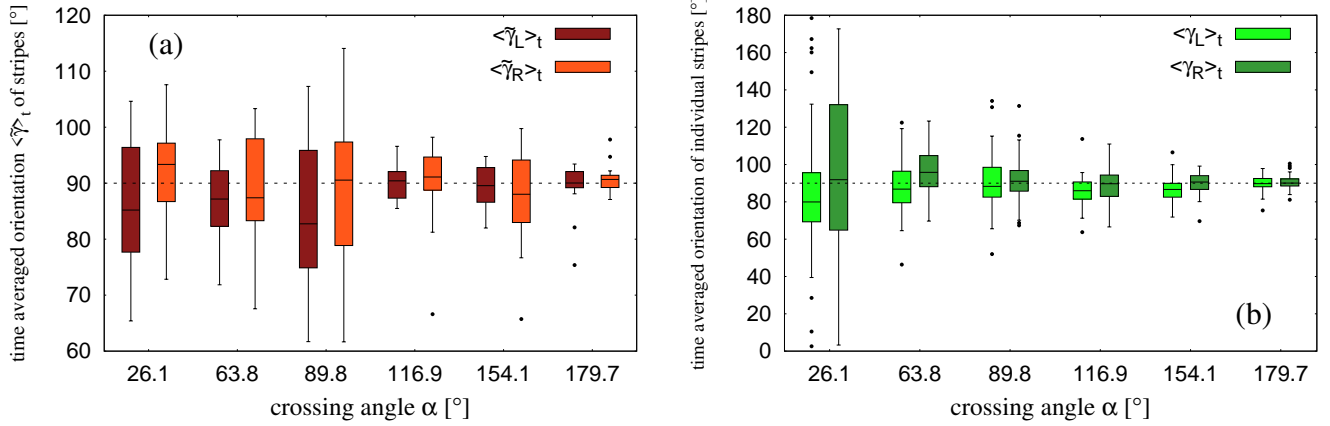 time averaged orientation <γ̃>t of stripes [°]
120
110
100
90
80
70
60
(a)
<γ̃L>t
<γ̃R>t
26.1 63.8 89.8 116.9 154.1 179.7
crossing angle α [°]
time averaged orientation of individual stripes [°]
180
160
140
120
100
80
60
40
20
0
<γL>t
<γR>t
(b)
26.1 63.8 89.8 116.9 154.1 179.7
crossing angle α [°]